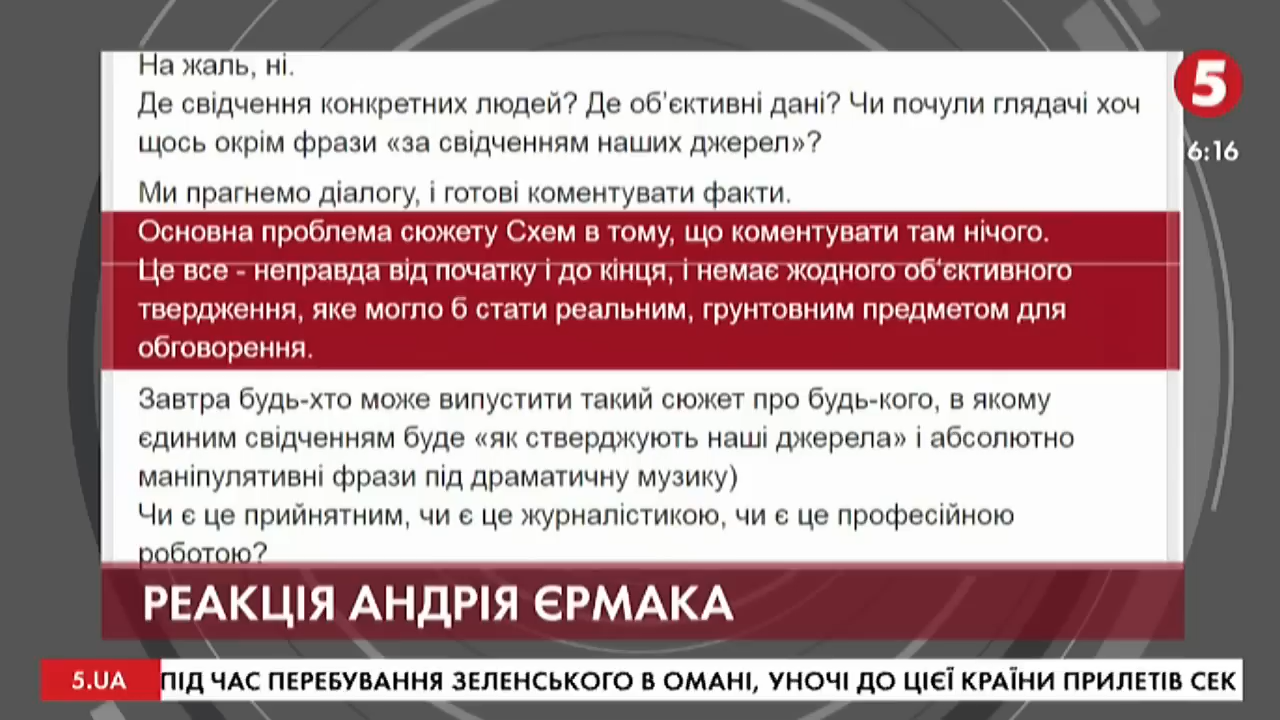 На жаль, ні.
Де свідчення конкретних людей? Де об'єктивні дані? Чи почули глядачі хоч
щось окрім фрази «за свідченням наших джерел»?
Ми прагнемо діалогу, і готові коментувати факти.
Основна проблема сюжету Схем в тому, що коментувати там нічого.
Це все - неправда від початку і до кінця, і немає жодного об'єктивного
твердження, яке могло б стати реальним, грунтовним предметом для
обговорення.
Завтра будь-хто може випустити такий сюжет про будь-кого, в якому
єдиним свідченням буде «як стверджують наші джерела» і абсолютно
маніпулятивні фрази під драматичну музику)
Чи є це прийнятним, чи є це журналістикою, чи є це професійною
роботою?
5
6:16
РЕАКЦІЯ АНДРІЯ ЄРМАКА
5.UA ПІД ЧАС ПЕРЕБУВАННЯ ЗЕЛЕНСЬКОГО В ОМАНІ, УНОЧІ ДО ЦІЄЇ КРАЇНИ ПРИЛЕТІВ СЕК